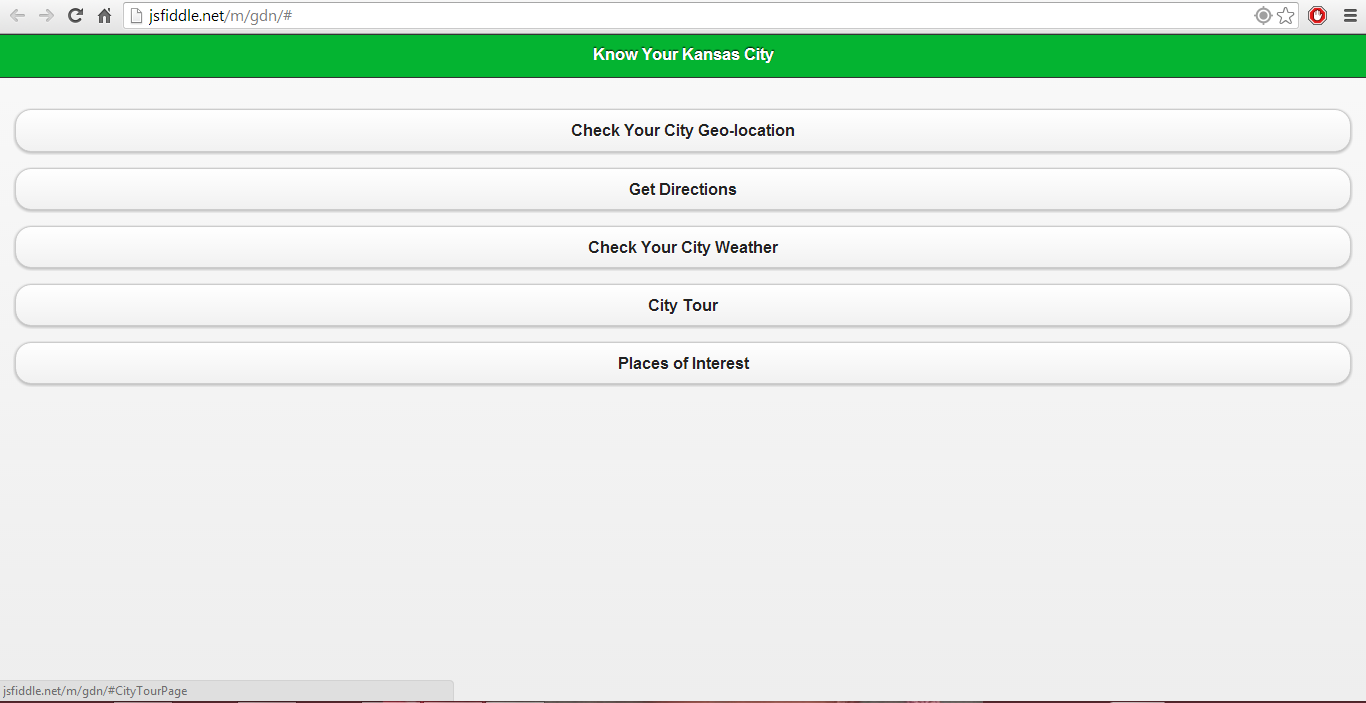 jsfiddle.net/m/gdn/#
Know Your Kansas City
Check Your City Geo-location
Get Directions
Check Your City Weather
City Tour
Places of Interest
jsfiddle.net/m/gdn/#CityTourPage